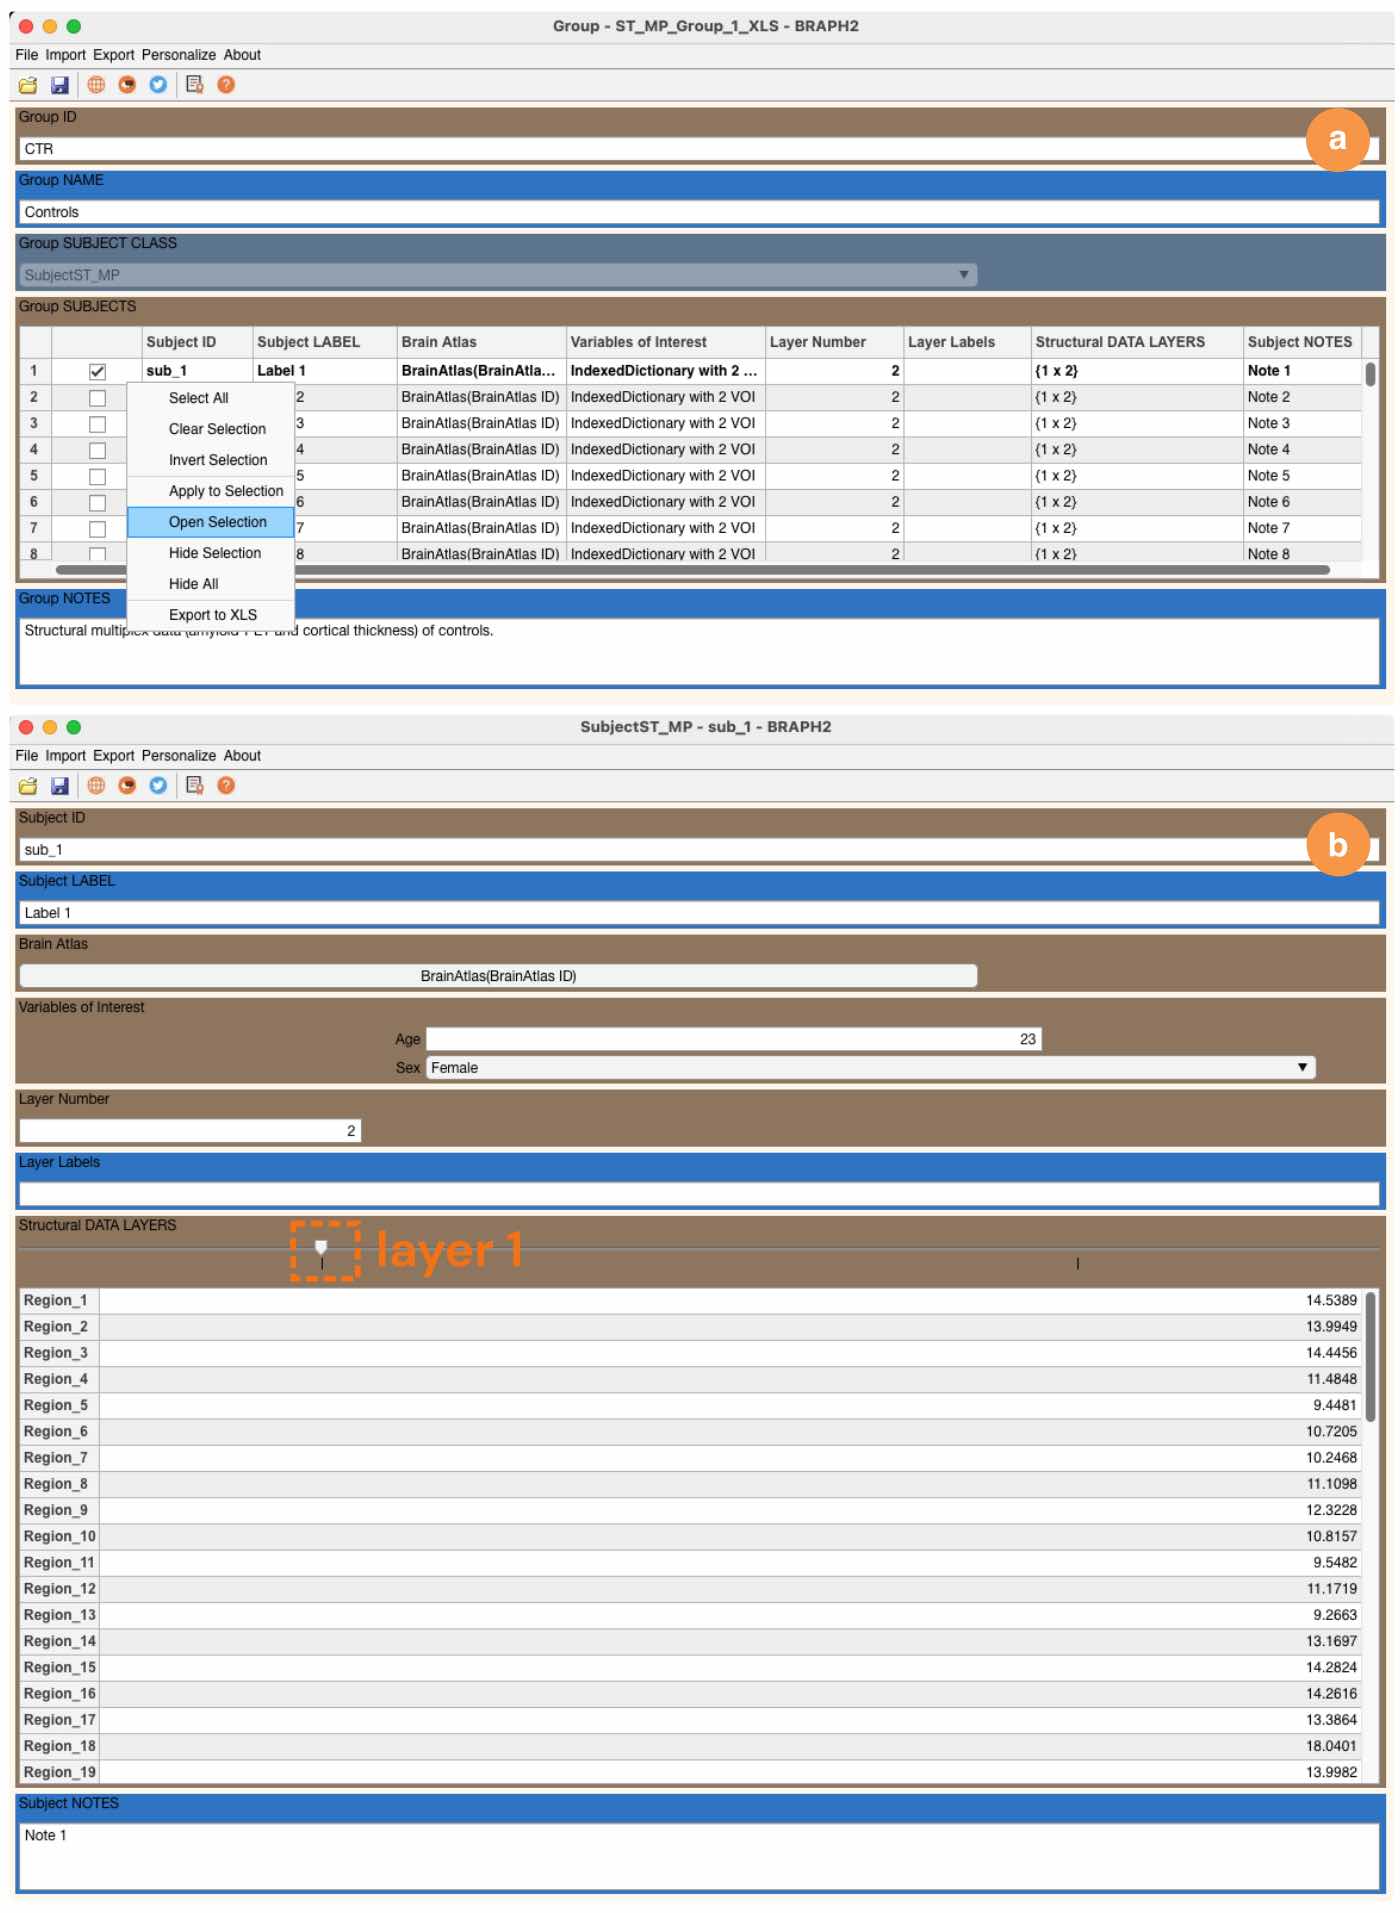 Group - ST_MP_Group_1_XLS - BRAPH2
File Import Export Personalize About
Group ID
a
CTR
Group NAME
Controls
Group SUBJECT CLASS
SubjectST_MP
Group SUBJECTS
Subject ID Subject LABEL Brain Atlas Variables of Interest Layer Number Layer Labels Structural DATA LAYERS Subject NOTES
1 sub_1 Label 1 BrainAtlas(BrainAtla... IndexedDictionary with 2 ... 2 {1 x 2} Note 1
2 2 BrainAtlas(BrainAtlas ID) IndexedDictionary with 2 VOI 2 {1 x 2} Note 2
3 3 BrainAtlas(BrainAtlas ID) IndexedDictionary with 2 VOI 2 {1 x 2} Note 3
4 4 BrainAtlas(BrainAtlas ID) IndexedDictionary with 2 VOI 2 {1 x 2} Note 4
5 5 BrainAtlas(BrainAtlas ID) IndexedDictionary with 2 VOI 2 {1 x 2} Note 5
6 6 BrainAtlas(BrainAtlas ID) IndexedDictionary with 2 VOI 2 {1 x 2} Note 6
7 7 BrainAtlas(BrainAtlas ID) IndexedDictionary with 2 VOI 2 {1 x 2} Note 7
8 8 BrainAtlas(BrainAtlas ID) IndexedDictionary with 2 VOI 2 {1 x 2} Note 8
Select All
Clear Selection
Invert Selection
Apply to Selection
Open Selection
Hide Selection
Hide All
Export to XLS
Group NOTES
Structural multiplex data (amyloid PET and cortical thickness) of controls.
SubjectST_MP - sub_1 - BRAPH2
File Import Export Personalize About
Subject ID
b
sub_1
Subject LABEL
Label 1
Brain Atlas
BrainAtlas(BrainAtlas ID)
Variables of Interest
Age 23
Sex Female
Layer Number
2
Layer Labels
Structural DATA LAYERS
layer 1
Region_1 14.5389
Region_2 13.9949
Region_3 14.4456
Region_4 11.4848
Region_5 9.4481
Region_6 10.7205
Region_7 10.2468
Region_8 11.1098
Region_9 12.3228
Region_10 10.8157
Region_11 9.5482
Region_12 11.1719
Region_13 9.2663
Region_14 13.1697
Region_15 14.2824
Region_16 14.2616
Region_17 13.3864
Region_18 18.0401
Region_19 13.9982
Subject NOTES
Note 1